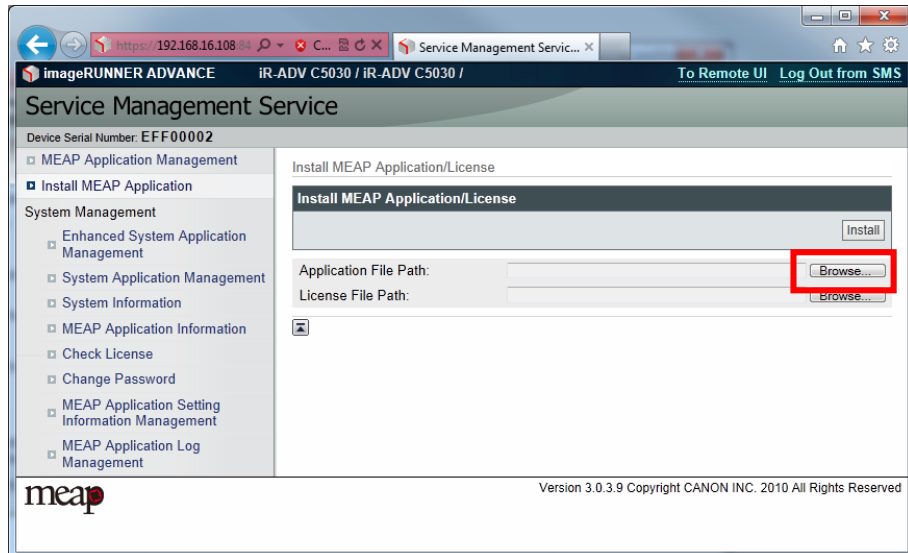 https://192.168.16.108:84
C...
Service Management Servic...
imageRUNNER ADVANCE iR-ADV C5030 / iR-ADV C5030 / To Remote UI Log Out from SMS
Service Management Service
Device Serial Number: EFF00002
MEAP Application Management
Install MEAP Application
System Management
Enhanced System Application
Management
System Application Management
System Information
MEAP Application Information
Check License
Change Password
MEAP Application Setting
Information Management
MEAP Application Log
Management
Install MEAP Application/License
Install MEAP Application/License
Install
Application File Path: Browse...
License File Path: Browse...
meap
Version 3.0.3.9 Copyright CANON INC. 2010 All Rights Reserved